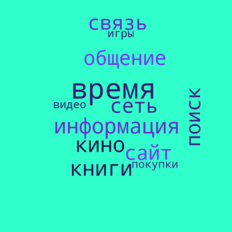 связь
игры
общение
время
видео
сеть
поиск
информация
кино
сайт
книги
покупки